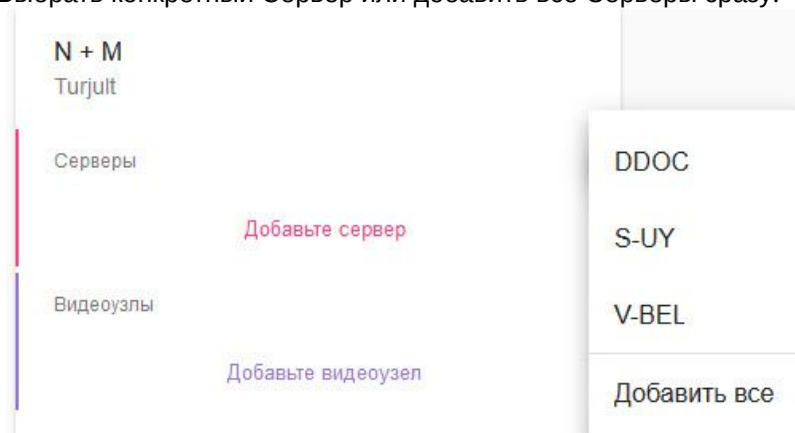 Выбрать конкретный Сервер или добавить все Серверы сразу.
N + M
Turjult
Серверы
Добавьте сервер
Видеоузлы
Добавьте видеоузел
DDOC
S-UY
V-BEL
Добавить все